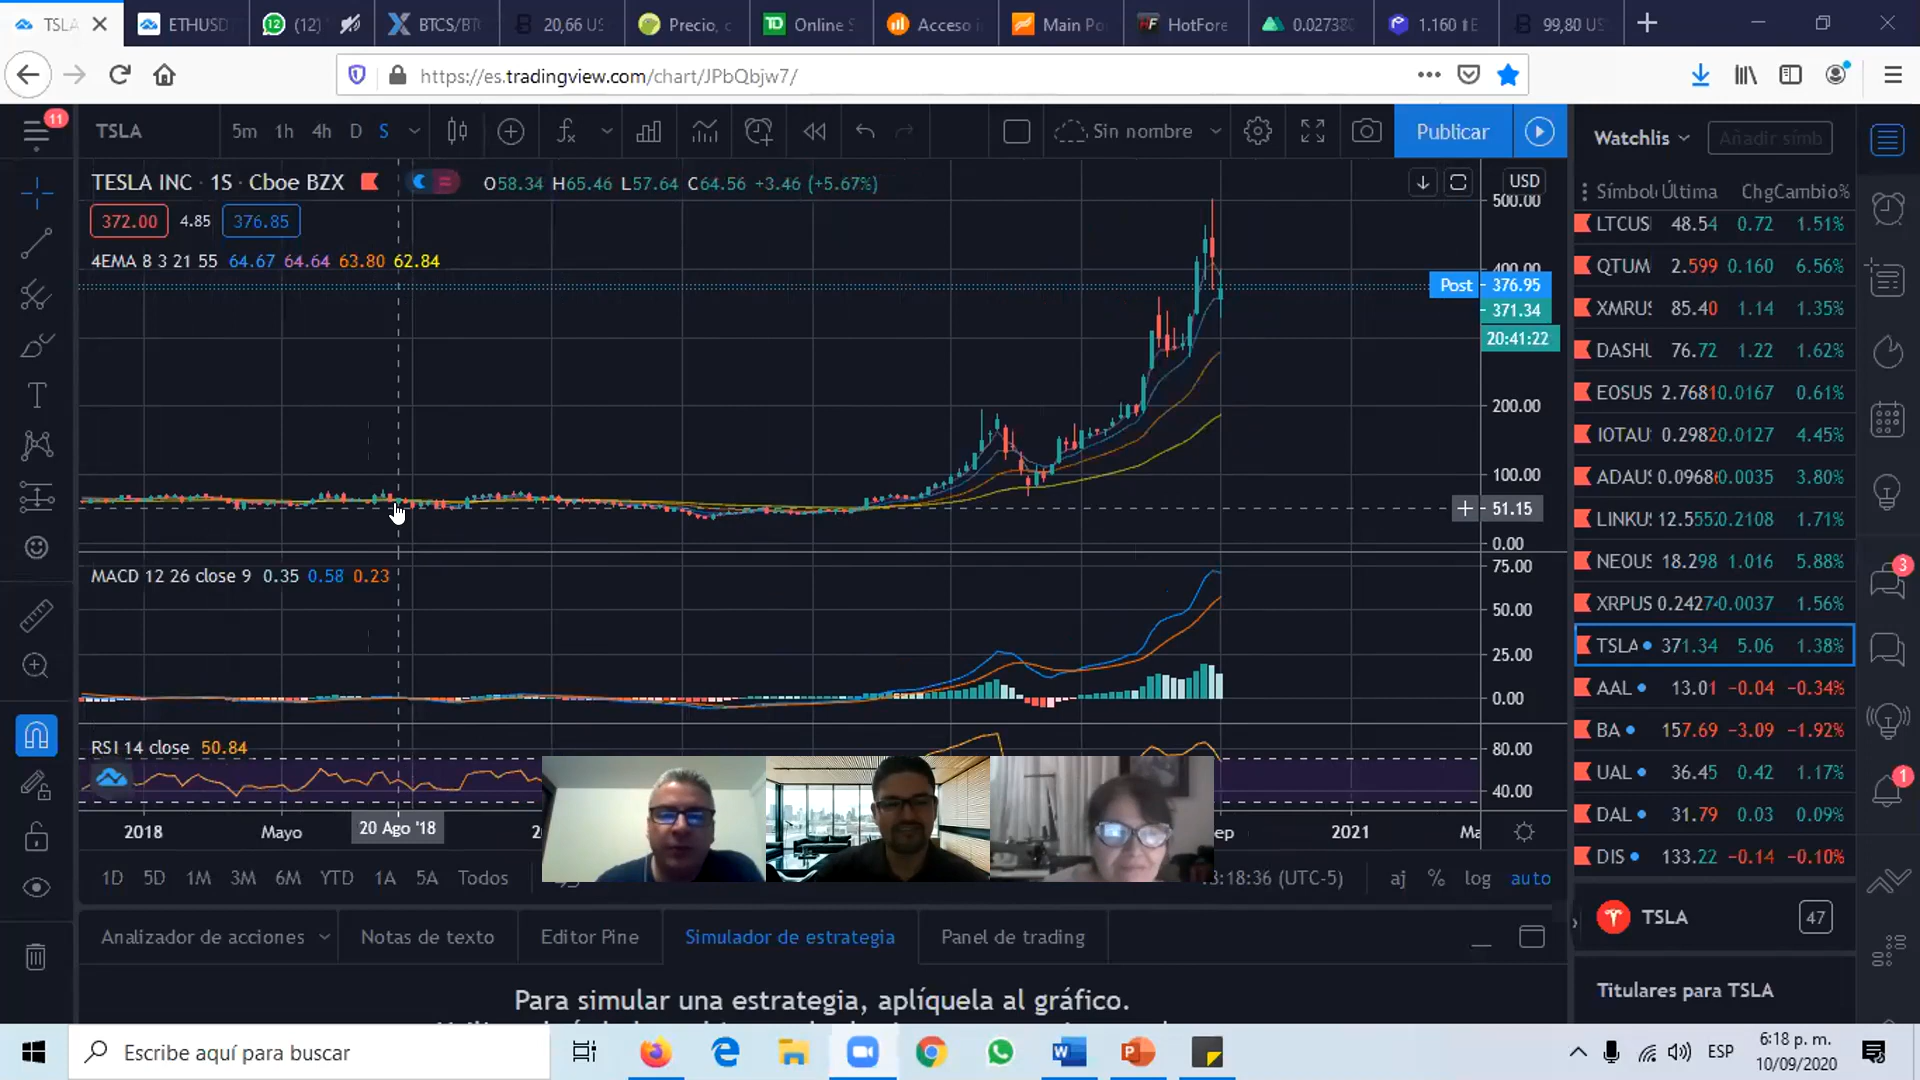 TSLA
ETHUSD
(12)
BTCS/BT
20,66 US
Precio, c
Online S
Acceso i
Main Po
HotFore
0.02738
1.160 ŧ E
99,80 US
https://es.tradingview.com/chart/JPbQbjw7/
11
TSLA 5m 1h 4h D S
Sin nombre
Publicar
Watchlis
Añadir símb
TESLA INC · 1S · Cboe BZX
O58.34 H65.46 L57.64 C64.56 +3.46 (+5.67%)
USD
372.00 4.85 376.85
4EMA 8 3 21 55 64.67 64.64 63.80 62.84
500.00
400.00
Post 376.95
371.34
20:41:22
200.00
100.00
51.15
0.00
MACD 12 26 close 9 0.35 0.58 0.23
75.00
50.00
25.00
0.00
RSI 14 close 50.84
80.00
40.00
2018 Mayo 20 Ago '18 ep 2021 Ma
1D 5D 1M 3M 6M YTD 1A 5A Todos
:18:36 (UTC-5) aj % log auto
Analizador de acciones Notas de texto Editor Pine Simulador de estrategia Panel de trading
Para simular una estrategia, aplíquela al gráfico.
Símbol Última Chg Cambio%
LTCUS 48.54 0.72 1.51%
QTUM 2.599 0.160 6.56%
XMRUS 85.40 1.14 1.35%
DASHU 76.72 1.22 1.62%
EOSUS 2.7681 0.0167 0.61%
IOTAU 0.2982 0.0127 4.45%
ADAUS 0.0968 0.0035 3.80%
LINKUS 12.555 0.2108 1.71%
NEOUS 18.298 1.016 5.88%
XRPUS 0.2427 0.0037 1.56%
TSLA 371.34 5.06 1.38%
AAL 13.01 −0.04 −0.34%
BA 157.69 −3.09 −1.92%
UAL 36.45 0.42 1.17%
DAL 31.79 0.03 0.09%
DIS 133.22 −0.14 −0.10%
TSLA 47
Titulares para TSLA
3
1
Escribe aquí para buscar
ESP
6:18 p. m.
10/09/2020